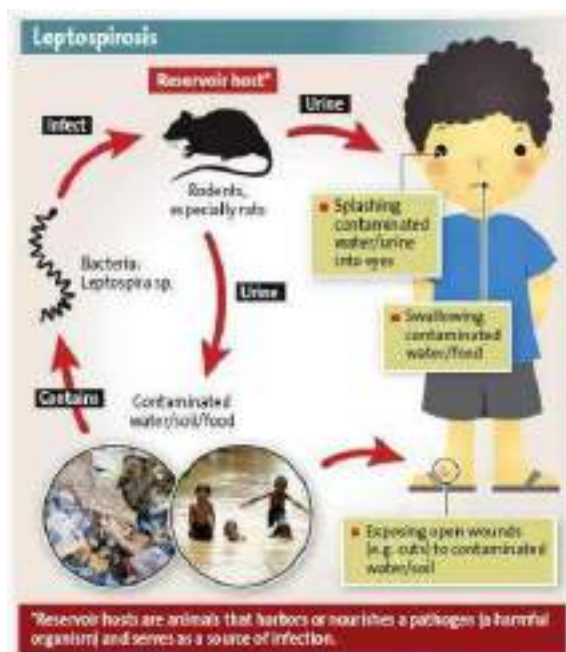 Leptospirosis
Reservoir host*
Infect
Urine
Rodents,
especially rats
Splashing
contaminated
water/urine
into eyes
Bacteria:
Leptospira sp.
Urine
Swallowing
contaminated
water/food
Contains
Contaminated
water/soil/food
Exposing open wounds
(e.g. cuts) to contaminated
water/soil
*Reservoir hosts are animals that harbors or nourishes a pathogen (a harmful
organism) and serves as a source of infection.